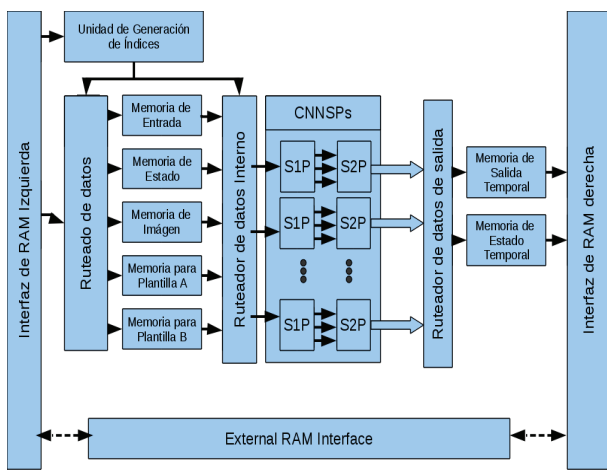 Interfaz de RAM Izquierda
Unidad de Generación
de Índices
Ruteado de datos
Memoria de
Entrada
Memoria de
Estado
Memoria de
Imágen
Memoria para
Plantilla A
Memoria para
Plantilla B
Ruteador de datos Interno
CNNSPs
S1P
S2P
S1P
S2P
S1P
S2P
Ruteador de datos de salida
Memoria de
Salida
Temporal
Memoria de
Estado
Temporal
Interfaz de RAM derecha
External RAM Interface